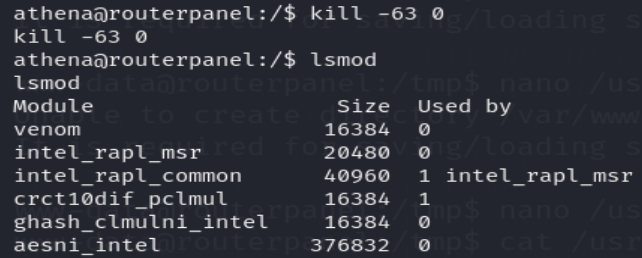 athena@routerpanel:/$ kill -63 0
kill -63 0
athena@routerpanel:/$ lsmod
lsmod
Module Size Used by
venom 16384 0
intel_rapl_msr 20480 0
intel_rapl_common 40960 1 intel_rapl_msr
crct10dif_pclmul 16384 1
ghash_clmulni_intel 16384 0
aesni_intel 376832 0